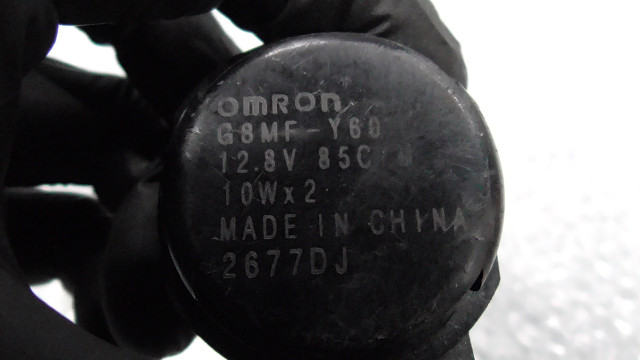 omron
G8MF-Y60
12.8V 85C/M
10Wx2
MADE IN CHINA
2677DJ